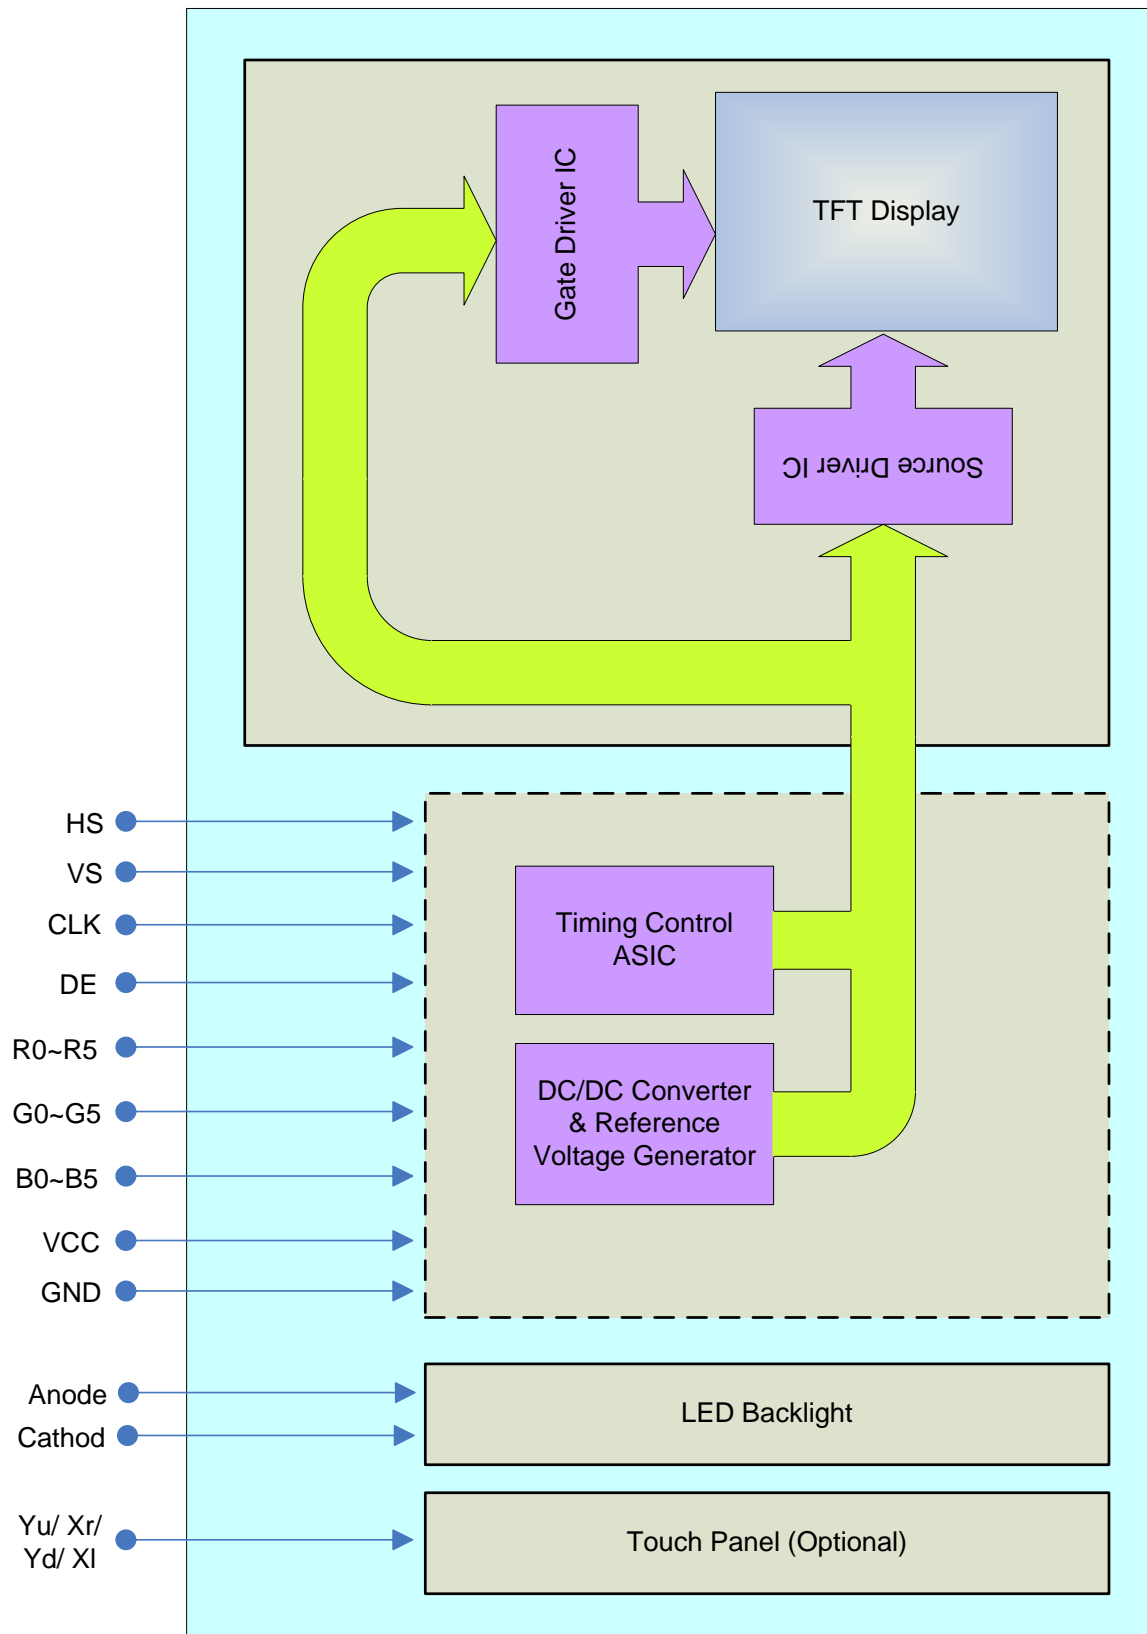 Gate Driver IC
TFT Display
Source Driver IC
HS
VS
CLK
DE
R0~R5
G0~G5
B0~B5
VCC
GND
Timing Control
ASIC
DC/DC Converter
& Reference
Voltage Generator
Anode
Cathod
LED Backlight
Yu/ Xr/
Yd/ Xl
Touch Panel (Optional)